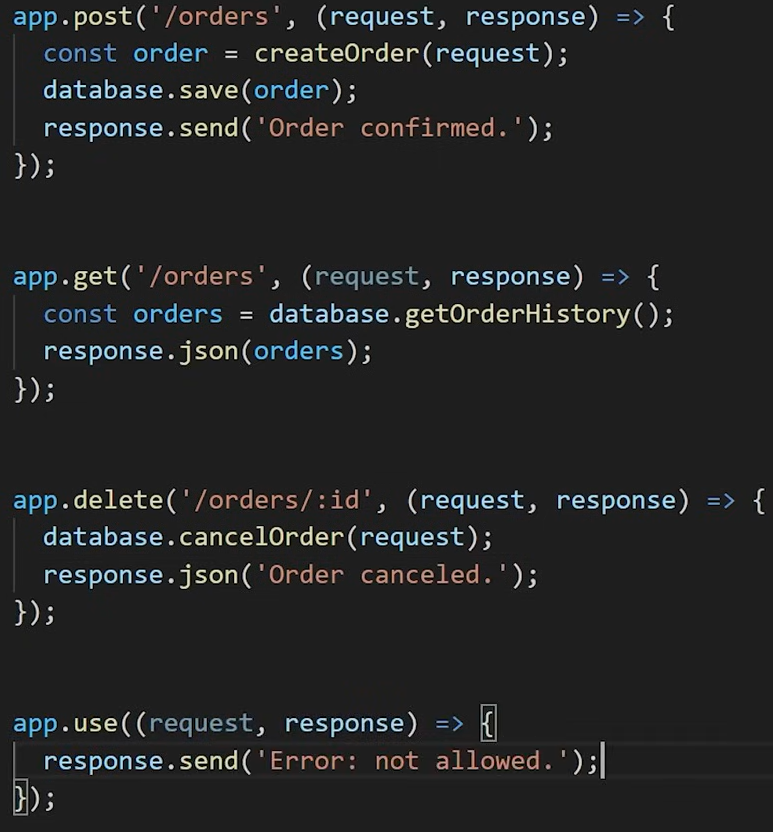 app.post('/orders', (request, response) => {
  const order = createOrder(request);
  database.save(order);
  response.send('Order confirmed.');
});

app.get('/orders', (request, response) => {
  const orders = database.getOrderHistory();
  response.json(orders);
});

app.delete('/orders/:id', (request, response) => {
  database.cancelOrder(request);
  response.json('Order canceled.');
});

app.use((request, response) => {
  response.send('Error: not allowed.');
});